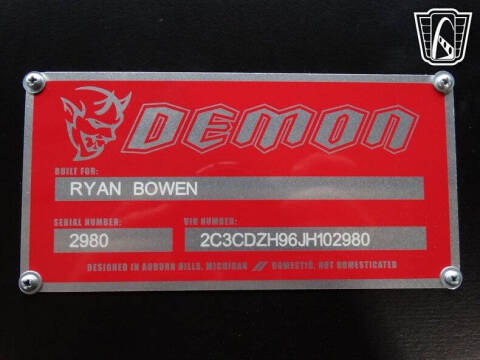 DEMON
BUILT FOR:
RYAN BOWEN
SERIAL NUMBER: VIN NUMBER:
2980 2C3CDZH96JH102980
DESIGNED IN AUBURN HILLS, MICHIGAN // DOMESTIC, NOT DOMESTICATED